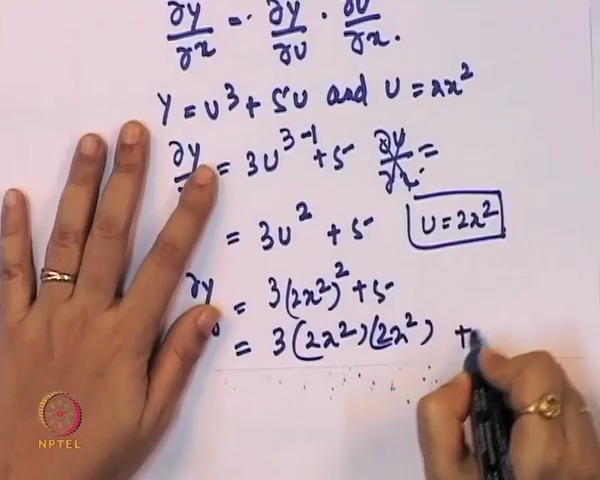 ∂y/∂x = ∂y/∂u · ∂u/∂x.
y = u³ + 5u and u = 2x²
∂y = 3u³⁻¹ + 5 ∂u/∂x =
= 3u² + 5 u = 2x²
∂y = 3(2x²)² + 5
= 3(2x²)(2x²) +
NPTEL